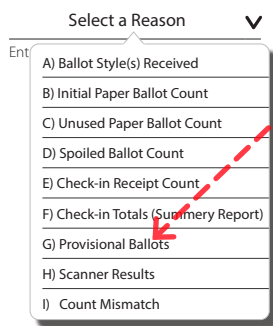 Select a Reason
Ent
A) Ballot Style(s) Received
B) Initial Paper Ballot Count
C) Unused Paper Ballot Count
D) Spoiled Ballot Count
E) Check-in Receipt Count
F) Check-in Totals (Summery Report)
G) Provisional Ballots
H) Scanner Results
I) Count Mismatch